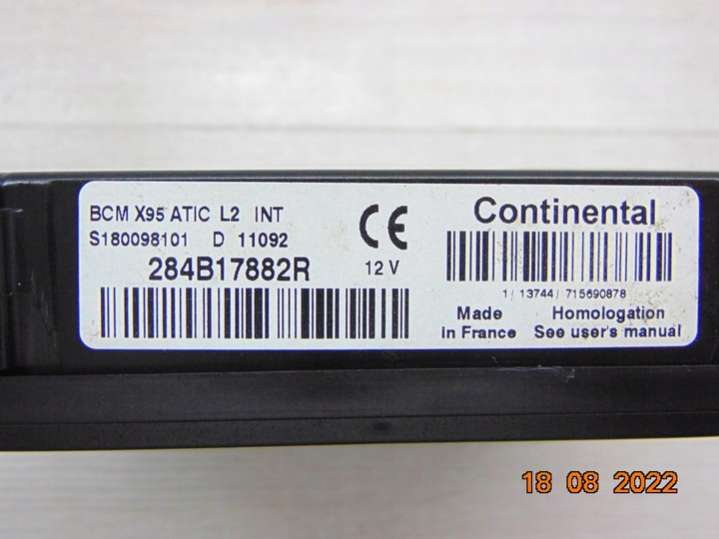 BCM X95 ATIC L2 INT
S180098101 D 11092
284B17882R
CE
12 V
Continental
1/ 13744/ 715690878
Made
in France
Homologation
See user's manual
18 08 2022